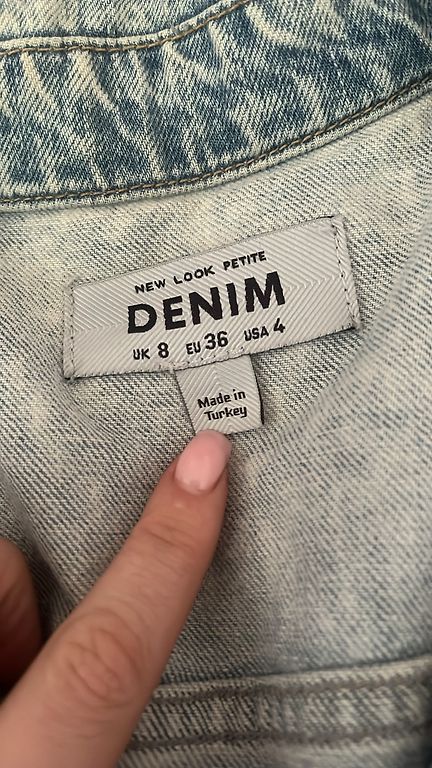 NEW LOOK PETITE
DENIM
UK 8 EU 36 USA 4
Made in
Turkey